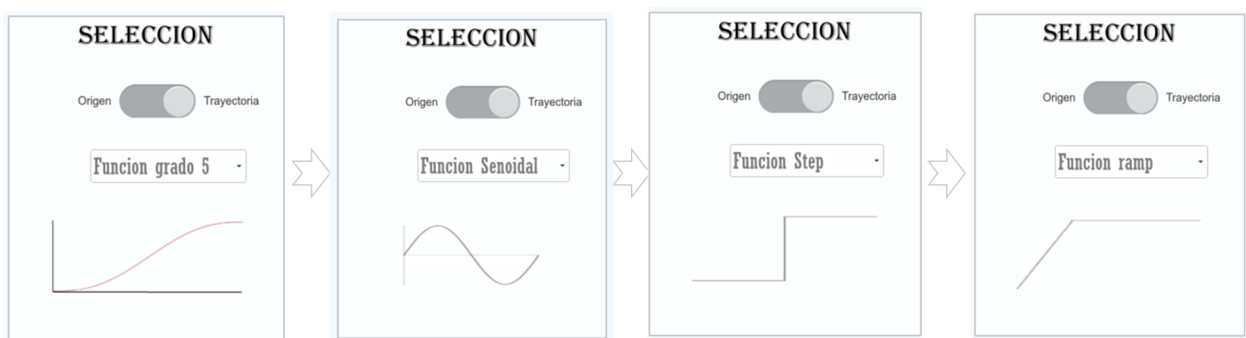 SELECCION
Origen Trayectoria
Funcion grado 5
SELECCION
Origen Trayectoria
Funcion Senoidal
SELECCION
Origen Trayectoria
Funcion Step
SELECCION
Origen Trayectoria
Funcion ramp